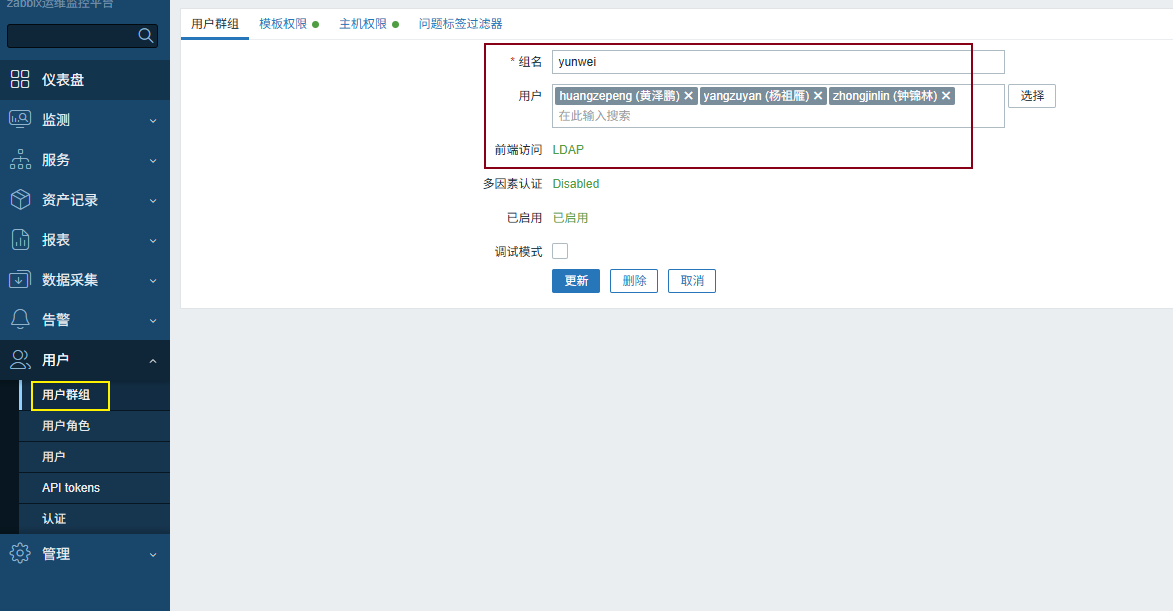 zabbix运维监控平台
仪表盘
监测
服务
资产记录
报表
数据采集
告警
用户
用户群组
用户角色
用户
API tokens
认证
管理
用户群组 模板权限 主机权限 问题标签过滤器
* 组名 yunwei
用户 huangzepeng (黄泽鹏) yangzuyan (杨祖雁) zhongjinlin (钟锦林) 选择
在此输入搜索
前端访问 LDAP
多因素认证 Disabled
已启用 已启用
调试模式
更新 删除 取消